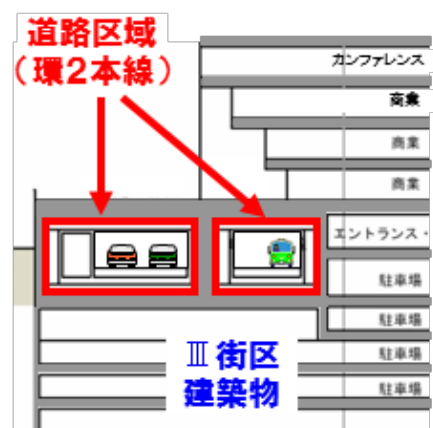 道路区域
（環2本線）
カンファレンス
商業
商業
商業
エントランス・
駐車場
駐車場
駐車場
駐車場
Ⅲ街区
建築物